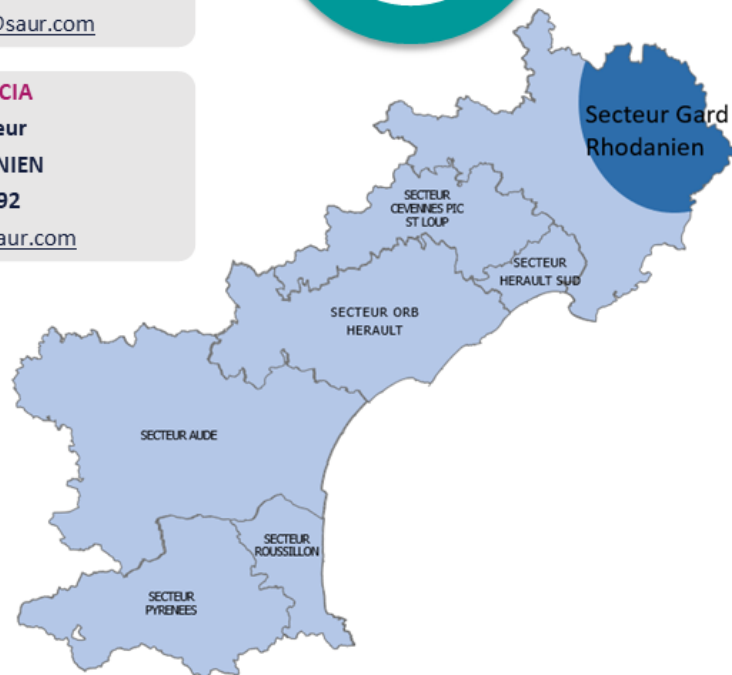 @saur.com
CIA
eur
NIEN
92
aur.com
Secteur Gard
Rhodanien
SECTEUR
CEVENNES PIC
ST LOUP
SECTEUR
HERAULT SUD
SECTEUR ORB
HERAULT
SECTEUR AUDE
SECTEUR
ROUSSILLON
SECTEUR
PYRENEES